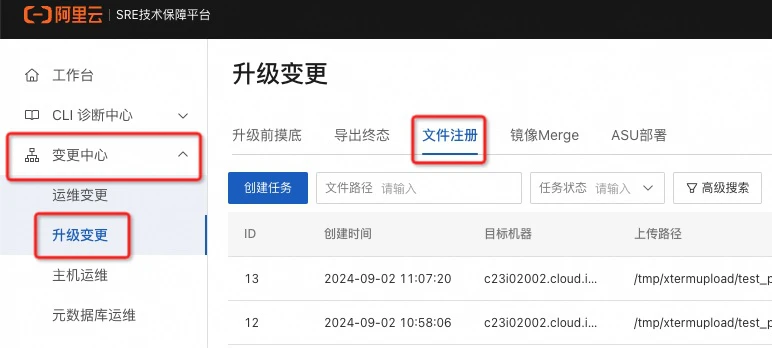 阿里云 SRE技术保障平台
工作台
CLI 诊断中心
变更中心
运维变更
升级变更
主机运维
元数据库运维
升级变更
升级前摸底 导出终态 文件注册 镜像Merge ASU部署
创建任务 文件路径 请输入 任务状态 请输入 高级搜索
ID 创建时间 目标机器 上传路径
13 2024-09-02 11:07:20 c23i02002.cloud.i... /tmp/xtermupload/test_p
12 2024-09-02 10:58:06 c23i02002.cloud.i... /tmp/xtermupload/test_p